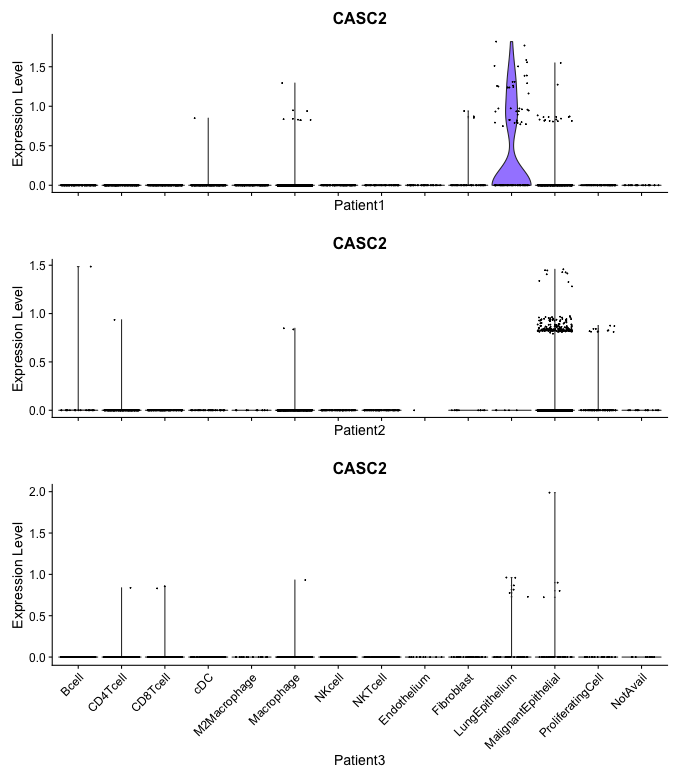 CASC2
Expression Level
1.5
1.0
0.5
0.0
Patient1
CASC2
Expression Level
1.5
1.0
0.5
0.0
Patient2
CASC2
Expression Level
2.0
1.5
1.0
0.5
0.0
Bcell
CD4Tcell
CD8Tcell
cDC
M2Macrophage
Macrophage
NKcell
NKTcell
Endothelium
Fibroblast
LungEpithelium
MalignantEpithelial
ProliferatingCell
NotAvail
Patient3